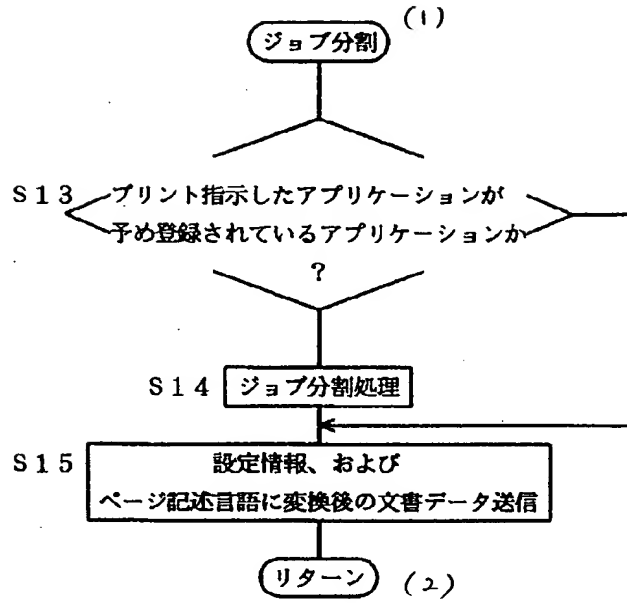 (1)
ジョブ分割
S13 プリント指示したアプリケーションが
予め登録されているアプリケーションか
?
S14 ジョブ分割処理
S15 設定情報、および
ページ記述言語に変換後の文書データ送信
リターン (2)